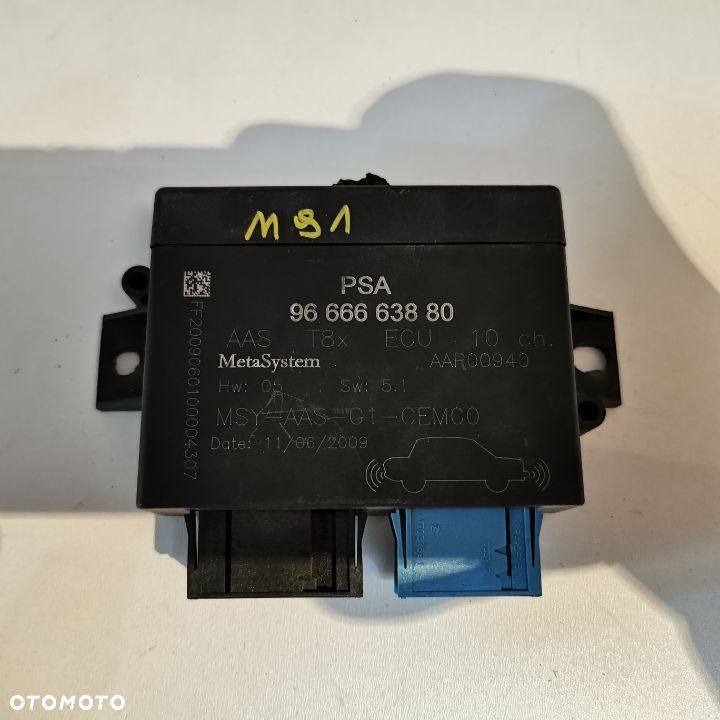 M91
PSA
96 666 638 80
AAS T8x ECU 10 ch.
MetaSystem AAR00940
Hw: 05 Sw: 5.1
MSY-AAS-G1-CEMC0
Date: 11/06/2009
FF2009060100004307
OTOMOTO